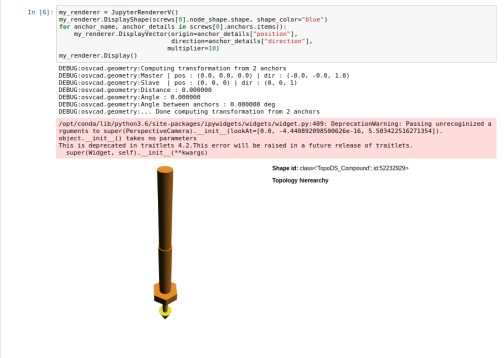 In [6]: my_renderer = JupyterRendererV()
my_renderer.DisplayShape(screws[0].node_shape.shape, shape_color="blue")
for anchor_name, anchor_details in screws[0].anchors.items():
my_renderer.DisplayVector(origin=anchor_details["position"],
direction=anchor_details["direction"],
multiplier=10)
my_renderer.Display()
DEBUG:osvcad.geometry:Computing transformation from 2 anchors
DEBUG:osvcad.geometry:Master | pos : (0.0, 0.0, 0.0) | dir : (-0.0, -0.0, 1.0)
DEBUG:osvcad.geometry:Slave | pos : (0, 0, 0) | dir : (0, 0, 1)
DEBUG:osvcad.geometry:Distance : 0.000000
DEBUG:osvcad.geometry:Angle : 0.000000
DEBUG:osvcad.geometry:Angle between anchors : 0.000000 deg
DEBUG:osvcad.geometry:... Done computing transformation from 2 anchors
/opt/conda/lib/python3.6/site-packages/ipywidgets/widgets/widget.py:409: DeprecationWarning: Passing unrecoginized a
rguments to super(PerspectiveCamera).__init__(lookAt=[0.0, -4.440892098500626e-16, 5.503422516271354]).
object.__init__() takes no parameters
This is deprecated in traitlets 4.2.This error will be raised in a future release of traitlets.
super(Widget, self).__init__(**kwargs)
Shape id: class<'TopoDS_Compound'; id:52232929>
Topology hierearchy